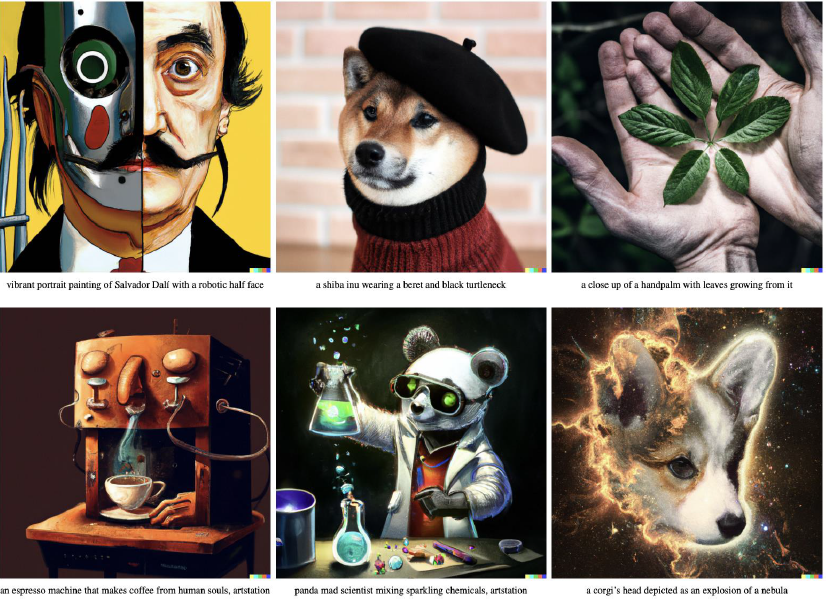 vibrant portrait painting of Salvador Dalí with a robotic half face
a shiba inu wearing a beret and black turtleneck
a close up of a handpalm with leaves growing from it
an espresso machine that makes coffee from human souls, artstation
panda mad scientist mixing sparkling chemicals, artstation
a corgi's head depicted as an explosion of a nebula